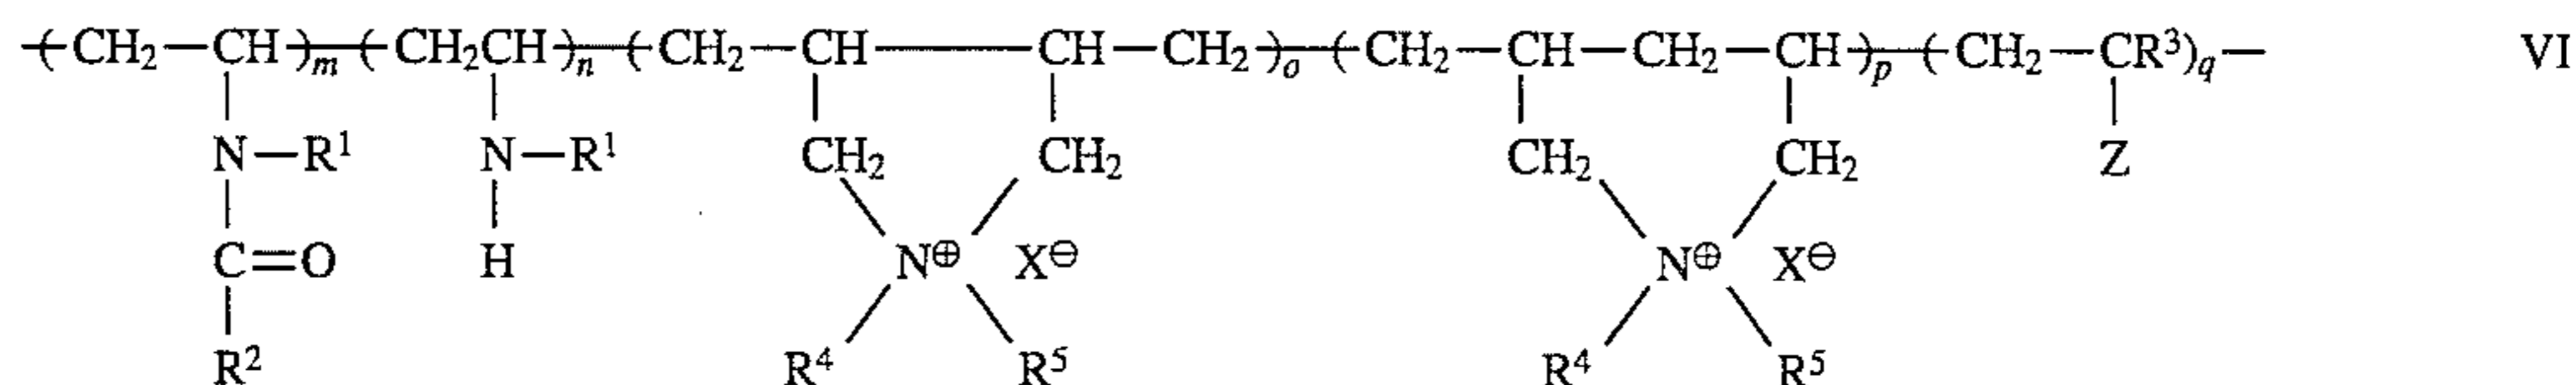 –(CH₂–CH)ₘ–(CH₂CH)ₙ–(CH₂–CH–CH–CH₂)ₒ–(CH₂–CH–CH₂–CH)ₚ–(CH₂–CR³)_q– VI
N–R¹ N–R¹ CH₂ CH₂ CH₂ CH₂ Z
C=O H N⊕ X⊖ N⊕ X⊖
R² R⁴ R⁵ R⁴ R⁵